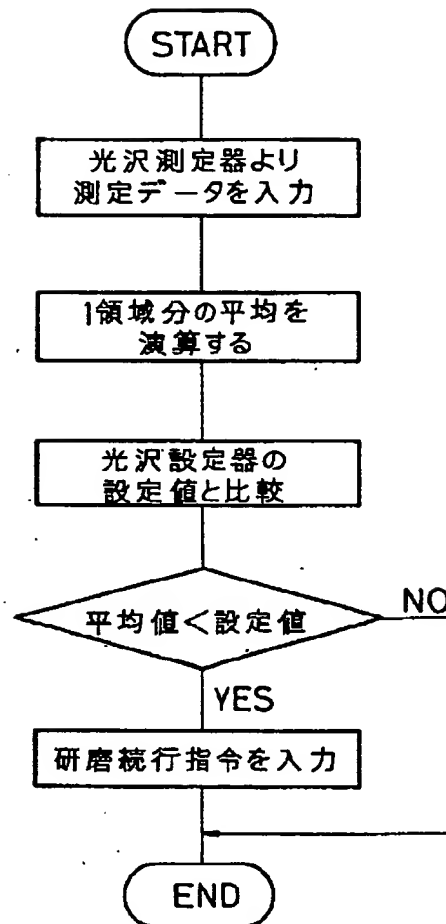 START
光沢測定器より
測定データを入力
1領域分の平均を
演算する
光沢設定器の
設定値と比較
平均値<設定値
NO
YES
研磨続行指令を入力
END